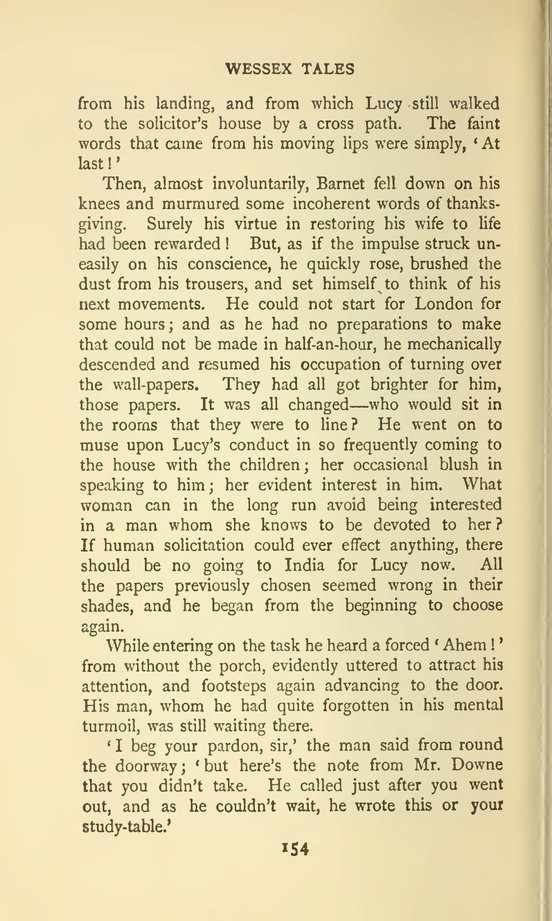 WESSEX TALES
from his landing, and from which Lucy still walked
to the solicitor's house by a cross path. The faint
words that came from his moving lips were simply, ‘ At
last ! ’
Then, almost involuntarily, Barnet fell down on his
knees and murmured some incoherent words of thanks-
giving. Surely his virtue in restoring his wife to life
had been rewarded ! But, as if the impulse struck un-
easily on his conscience, he quickly rose, brushed the
dust from his trousers, and set himself to think of his
next movements. He could not start for London for
some hours ; and as he had no preparations to make
that could not be made in half-an-hour, he mechanically
descended and resumed his occupation of turning over
the wall-papers. They had all got brighter for him,
those papers. It was all changed—who would sit in
the rooms that they were to line ? He went on to
muse upon Lucy's conduct in so frequently coming to
the house with the children ; her occasional blush in
speaking to him ; her evident interest in him. What
woman can in the long run avoid being interested
in a man whom she knows to be devoted to her ?
If human solicitation could ever effect anything, there
should be no going to India for Lucy now. All
the papers previously chosen seemed wrong in their
shades, and he began from the beginning to choose
again.
While entering on the task he heard a forced ‘ Ahem ! ’
from without the porch, evidently uttered to attract his
attention, and footsteps again advancing to the door.
His man, whom he had quite forgotten in his mental
turmoil, was still waiting there.
‘ I beg your pardon, sir,’ the man said from round
the doorway ; ‘ but here's the note from Mr. Downe
that you didn't take. He called just after you went
out, and as he couldn't wait, he wrote this or your
study-table.’
154